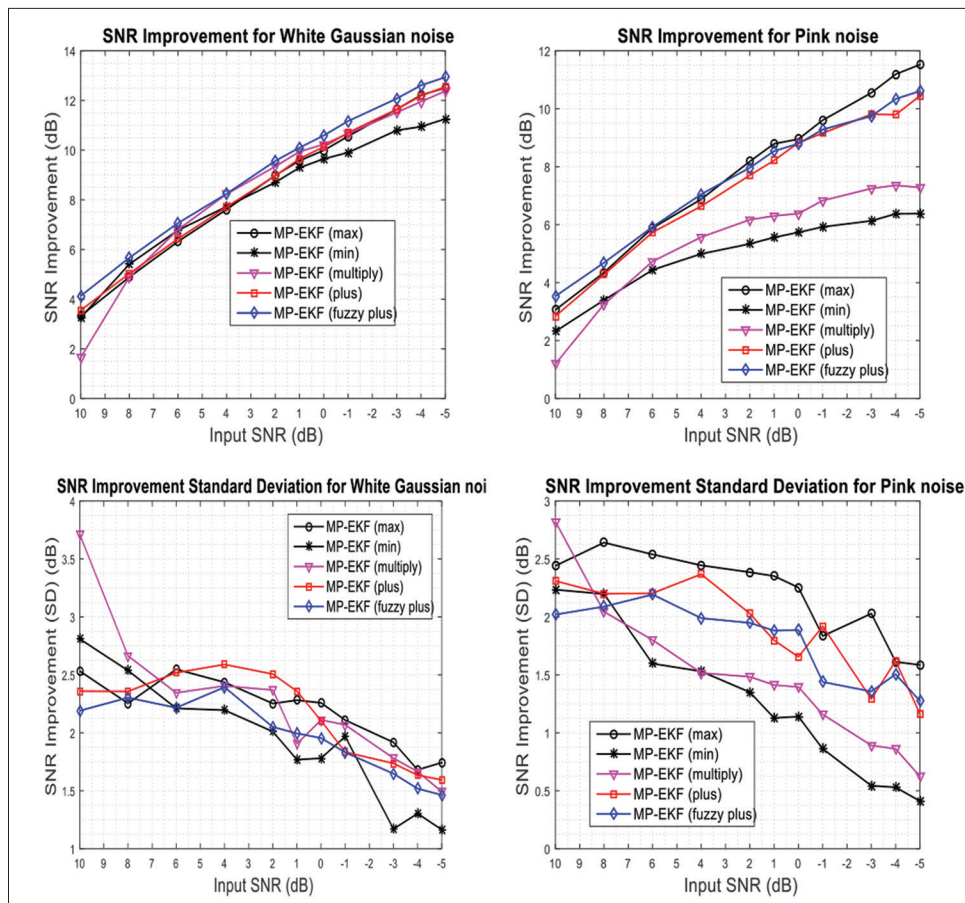 SNR Improvement for White Gaussian noise
14
12
10
8
6
4
2
0
SNR Improvement (dB)
MP-EKF (max)
MP-EKF (min)
MP-EKF (multiply)
MP-EKF (plus)
MP-EKF (fuzzy plus)
10 8 7 6 5 4 3 2 1 0 -1 -2 -3 -4 -5
Input SNR (dB)
SNR Improvement for Pink noise
12
10
8
6
4
2
0
SNR Improvement (dB)
MP-EKF (max)
MP-EKF (min)
MP-EKF (multiply)
MP-EKF (plus)
MP-EKF (fuzzy plus)
10 8 7 6 5 4 3 2 1 0 -1 -2 -3 -4 -5
Input SNR (dB)
SNR Improvement Standard Deviation for White Gaussian noi
4
3.5
3
2.5
2
1.5
1
SNR Improvement (SD) (dB)
MP-EKF (max)
MP-EKF (min)
MP-EKF (multiply)
MP-EKF (plus)
MP-EKF (fuzzy plus)
10 8 7 6 5 4 3 2 1 0 -1 -2 -3 -4 -5
Input SNR (dB)
SNR Improvement Standard Deviation for Pink noise
3
2.5
2
1.5
1
0.5
0
SNR Improvement (SD) (dB)
MP-EKF (max)
MP-EKF (min)
MP-EKF (multiply)
MP-EKF (plus)
MP-EKF (fuzzy plus)
10 8 7 6 5 4 3 2 1 0 -1 -2 -3 -4 -5
Input SNR (dB)